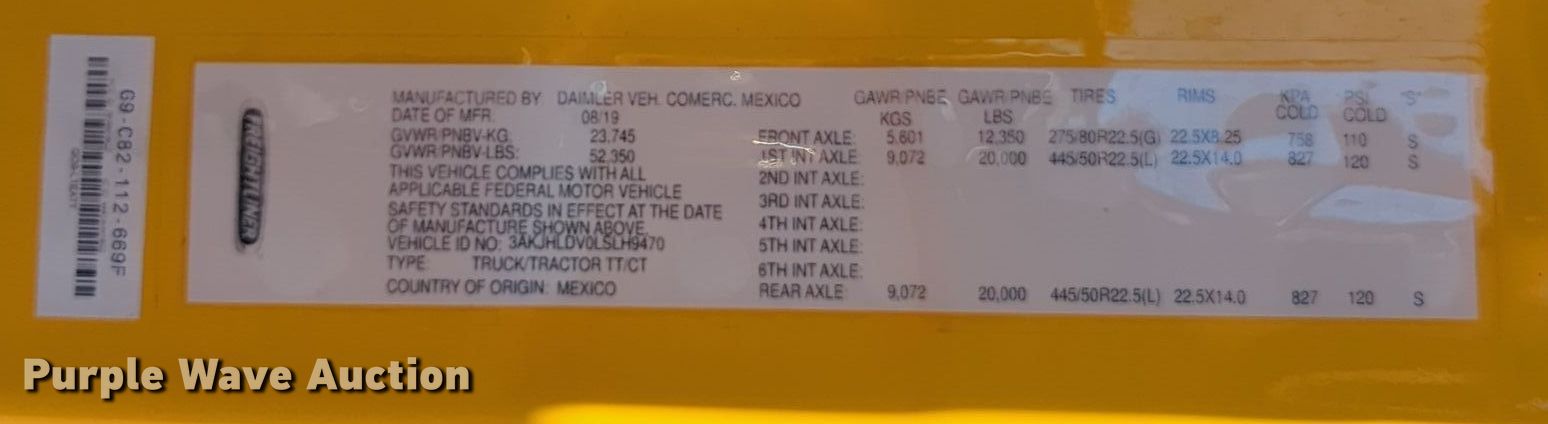 G9-C82-112-669F
FREIGHTLINER
MANUFACTURED BY DAIMLER VEH. COMERC. MEXICO
DATE OF MFR. 08/19
GVWR/PNBV-KG: 23.745
GVWR/PNBV-LBS: 52,350
THIS VEHICLE COMPLIES WITH ALL
APPLICABLE FEDERAL MOTOR VEHICLE
SAFETY STANDARDS IN EFFECT AT THE DATE
OF MANUFACTURE SHOWN ABOVE.
VEHICLE ID NO: 3AKJHLDV0LSLH9470
TYPE: TRUCK/TRACTOR TT/CT
COUNTRY OF ORIGIN: MEXICO
GAWR/PNBE KGS GAWR/PNBE LBS TIRES RIMS KPA COLD PSI COLD "S"
FRONT AXLE: 5,601 12,350 275/80R22.5(G) 22.5X8.25 758 110 S
1ST INT AXLE: 9,072 20,000 445/50R22.5(L) 22.5X14.0 827 120 S
2ND INT AXLE:
3RD INT AXLE:
4TH INT AXLE:
5TH INT AXLE:
6TH INT AXLE:
REAR AXLE: 9,072 20,000 445/50R22.5(L) 22.5X14.0 827 120 S
Purple Wave Auction